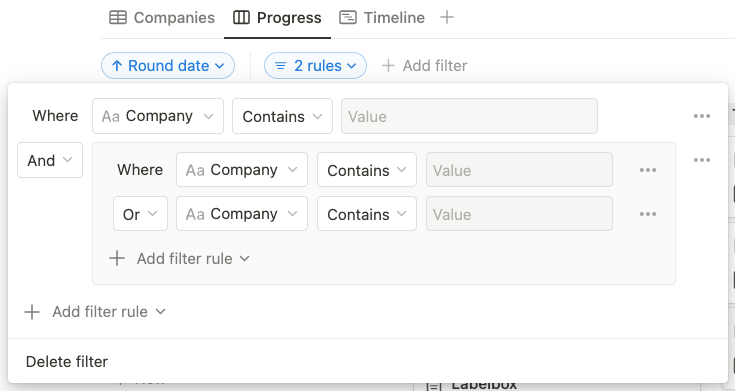 Companies Progress Timeline
Round date 2 rules Add filter
Where Aa Company Contains Value
And Where Aa Company Contains Value
Or Aa Company Contains Value
Add filter rule
Add filter rule
Delete filter
Labelbox